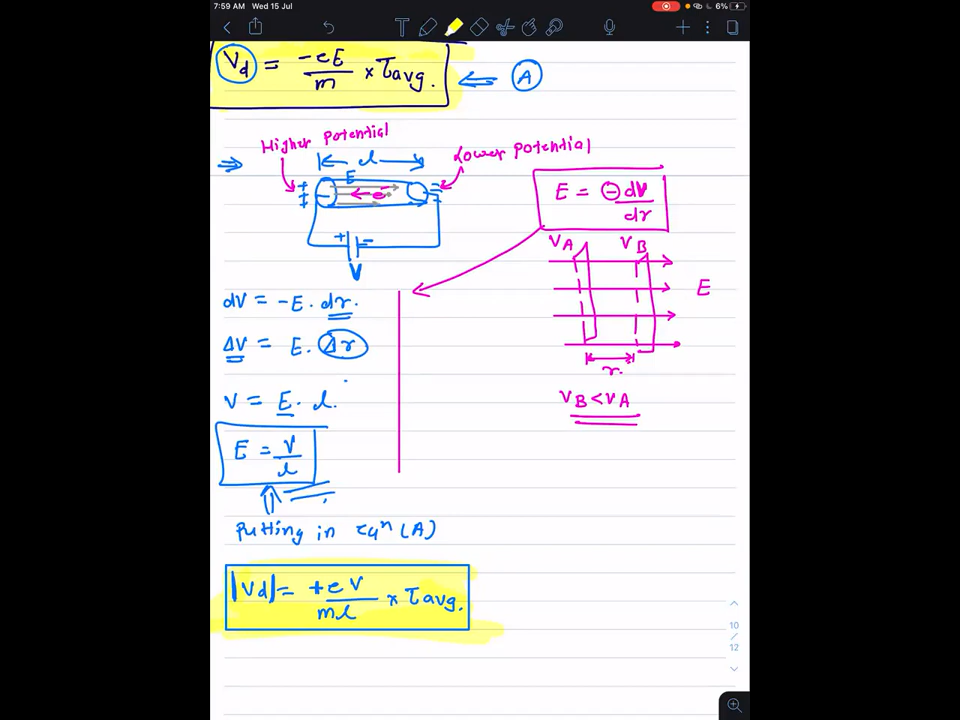 7:59 AM Wed 15 Jul
6%
Vd = -eE/m × τavg. ⇐ (A)
⇒ Higher Potential
Lower potential
l
E
+ + + - e- - - -
+ -
V
E = ⊖ dV/dr
VA VB
E
r.
VB < VA
dV = -E. dr.
ΔV = E. Δr
V = E. l.
E = V/l
Putting in eqn (A)
|Vd| = +eV/ml × τavg.
10
/
12